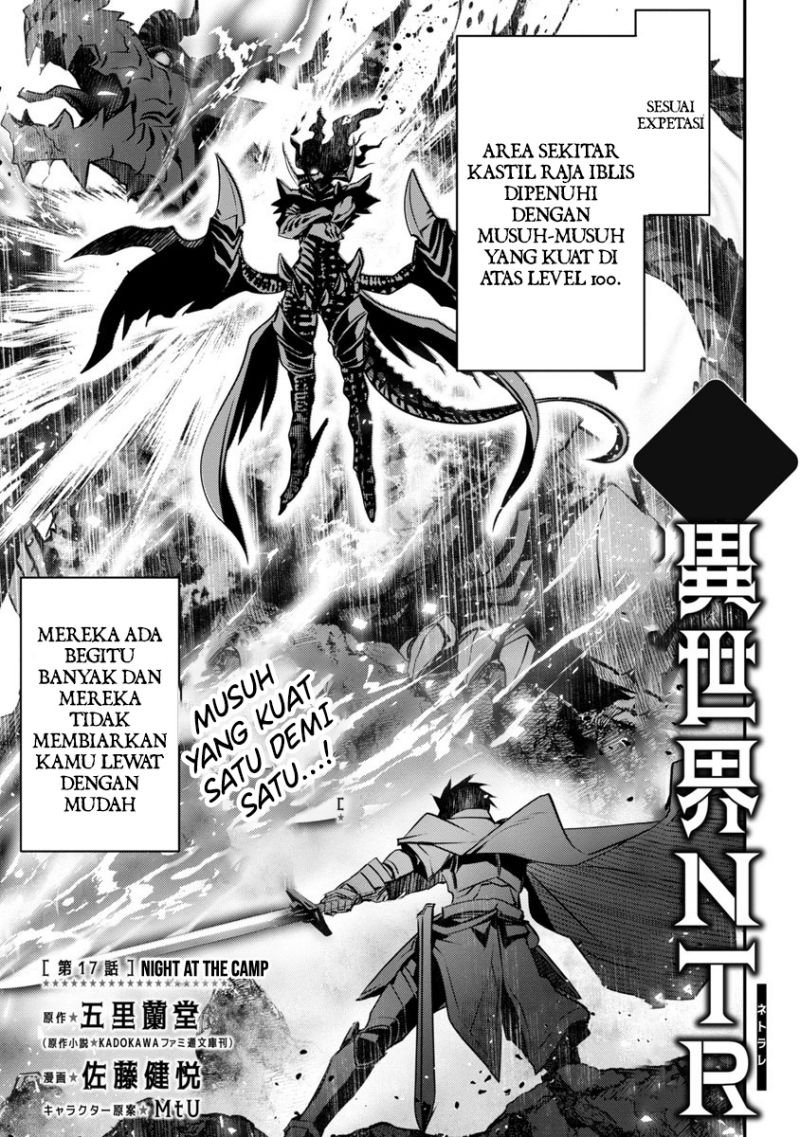 SESUAI
EXPETASI
AREA SEKITAR
KASTIL RAJA IBLIS
DIPENUHI
DENGAN
MUSUH-MUSUH
YANG KUAT DI
ATAS LEVEL 100.
異世界NTR
ネトラレ
MEREKA ADA
BEGITU
BANYAK DAN
MEREKA
TIDAK
MEMBIARKAN
KAMU LEWAT
DENGAN
MUDAH
MUSUH
YANG KUAT
SATU DEMI
SATU...!
[ 第17話 ] NIGHT AT THE CAMP
原作★五里蘭堂
(原作小説★KADOKAWAファミ通文庫刊)
漫画★佐藤健悦
キャラクター原案★MtU